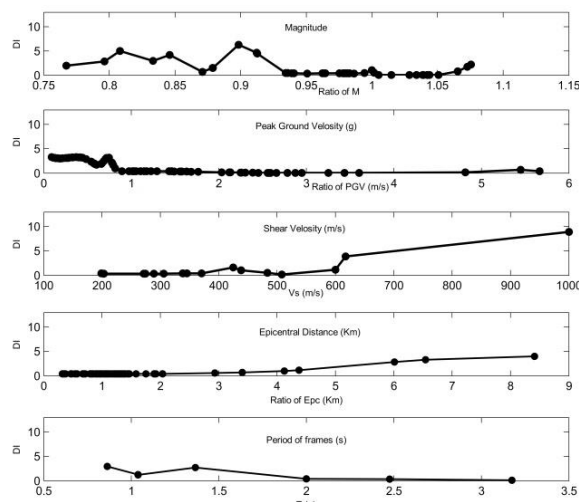 Magnitude
DI
10
5
0
0.75 0.8 0.85 0.9 0.95 1 1.05 1.1 1.15
Ratio of M
Peak Ground Velocity (g)
DI
10
5
0
0 1 2 3 4 5 6
Ratio of PGV (m/s)
Shear Velosity (m/s)
DI
10
5
0
100 200 300 400 500 600 700 800 900 1000
Vs (m/s)
Epicentral Distance (Km)
DI
10
5
0
0 1 2 3 4 5 6 7 8 9
Ratio of Epc (Km)
Period of frames (s)
DI
10
5
0
0.5 1 1.5 2 2.5 3 3.5